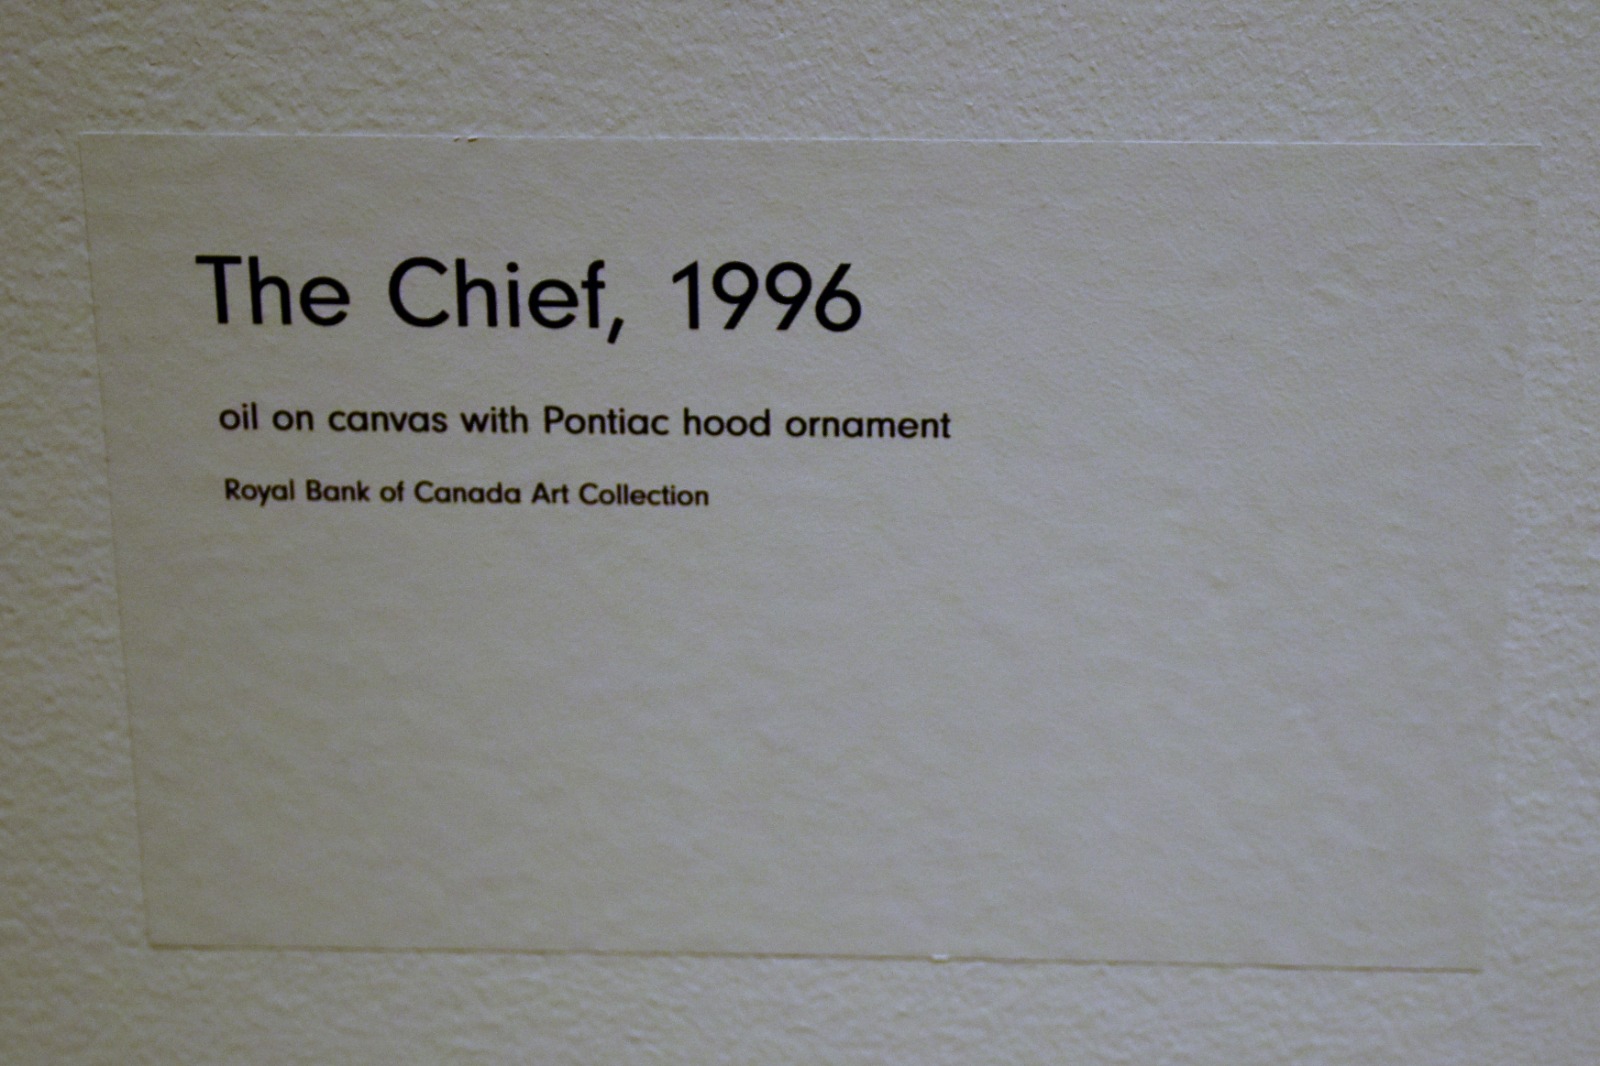 The Chief, 1996
oil on canvas with Pontiac hood ornament
Royal Bank of Canada Art Collection